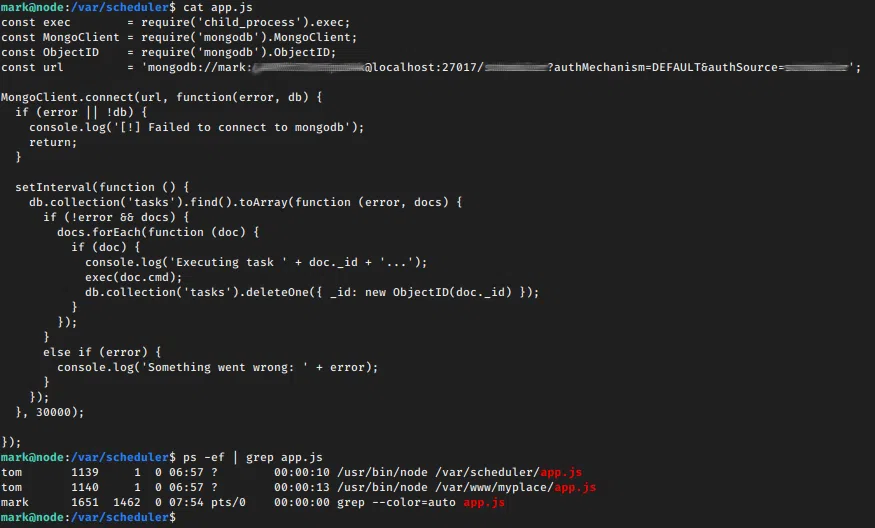 mark@node:/var/scheduler$ cat app.js
const exec        = require('child_process').exec;
const MongoClient = require('mongodb').MongoClient;
const ObjectID    = require('mongodb').ObjectID;
const url         = 'mongodb://mark:@localhost:27017/?authMechanism=DEFAULT&authSource=';
MongoClient.connect(url, function(error, db) {
  if (error || !db) {
    console.log('[!] Failed to connect to mongodb');
    return;
  }
  setInterval(function () {
    db.collection('tasks').find().toArray(function (error, docs) {
      if (!error && docs) {
        docs.forEach(function (doc) {
          if (doc) {
            console.log('Executing task ' + doc._id + '...');
            exec(doc.cmd);
            db.collection('tasks').deleteOne({ _id: new ObjectID(doc._id) });
          }
        });
      }
      else if (error) {
        console.log('Something went wrong: ' + error);
      }
    });
  }, 30000);
});
mark@node:/var/scheduler$ ps -ef | grep app.js
tom       1139     1  0 06:57 ?        00:00:10 /usr/bin/node /var/scheduler/app.js
tom       1140     1  0 06:57 ?        00:00:13 /usr/bin/node /var/www/myplace/app.js
mark      1651  1462  0 07:54 pts/0    00:00:00 grep --color=auto app.js
mark@node:/var/scheduler$